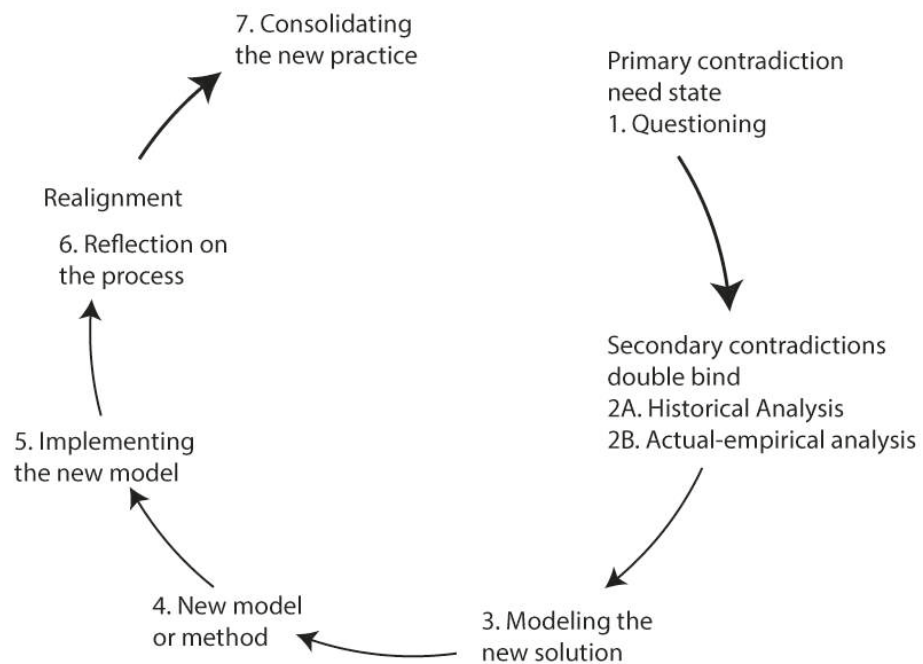 7. Consolidating
the new practice
Primary contradiction
need state
1. Questioning
Realignment
6. Reflection on
the process
Secondary contradictions
double bind
2A. Historical Analysis
2B. Actual-empirical analysis
5. Implementing
the new model
4. New model
or method
3. Modeling the
new solution